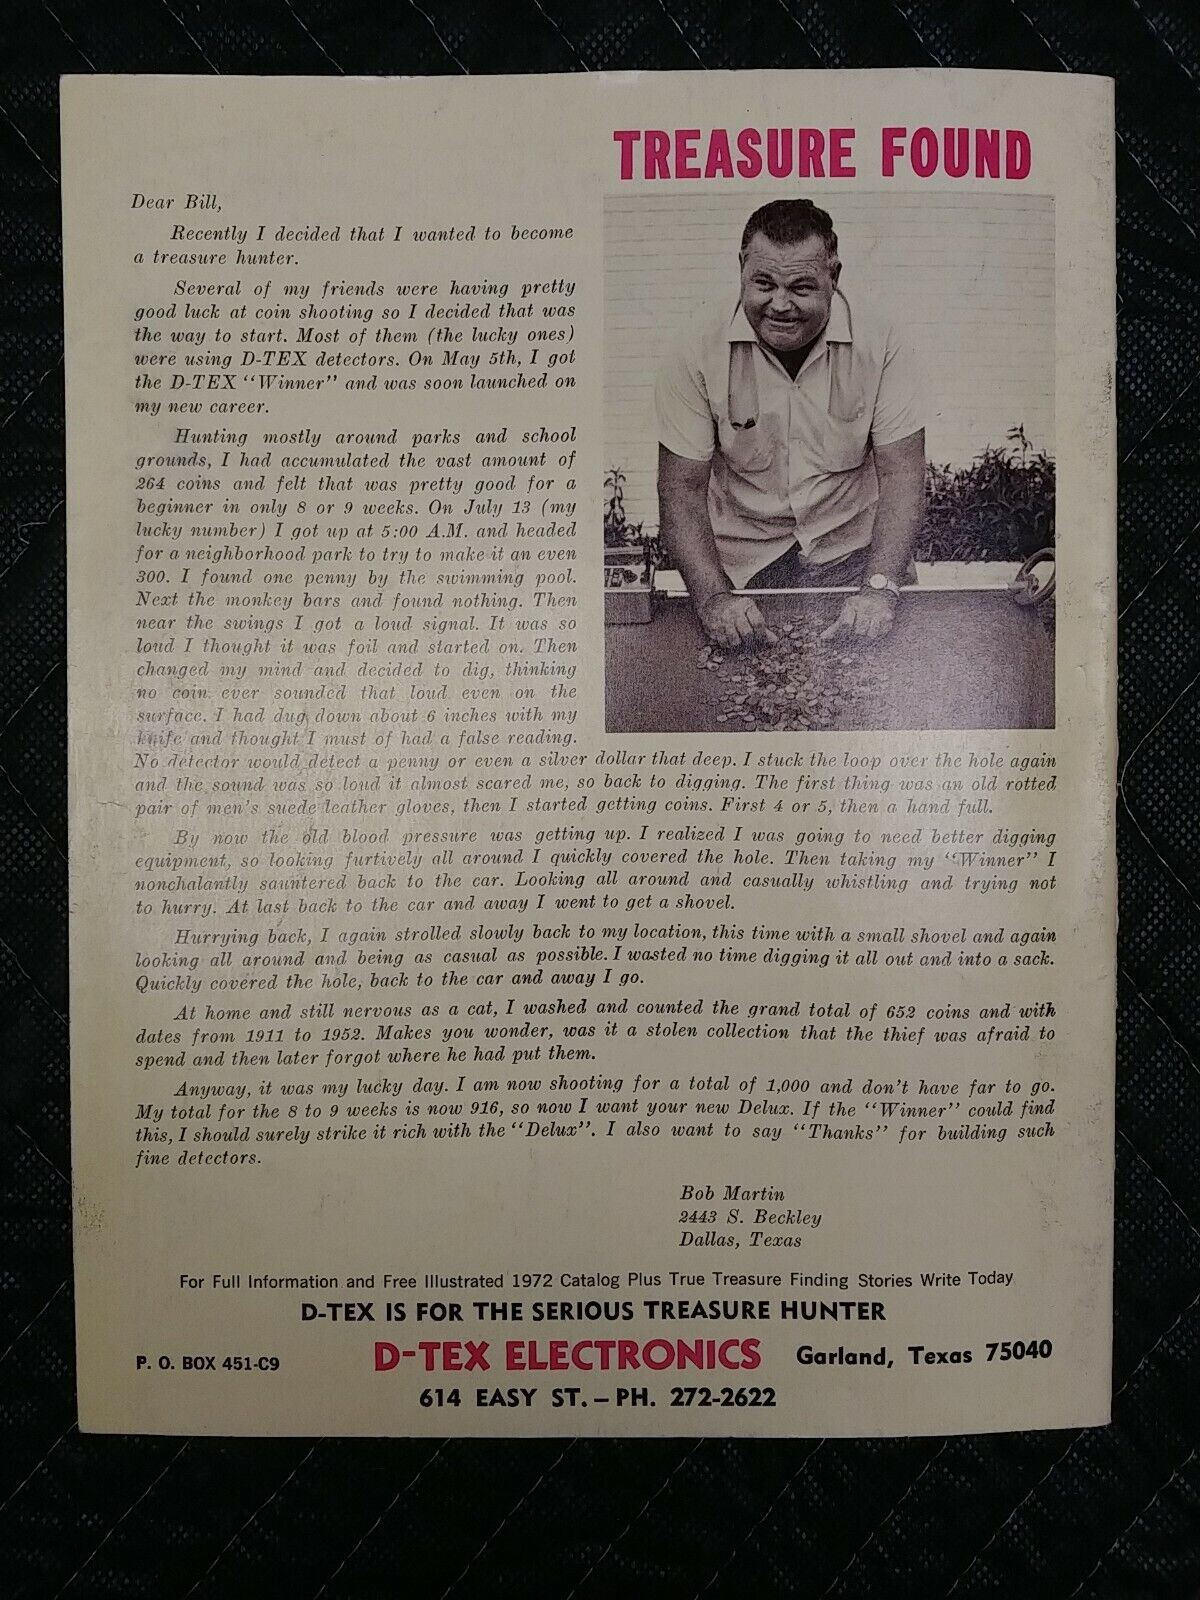 TREASURE FOUND
Dear Bill,
Recently I decided that I wanted to become
a treasure hunter.
Several of my friends were having pretty
good luck at coin shooting so I decided that was
the way to start. Most of them (the lucky ones)
were using D-TEX detectors. On May 5th, I got
the D-TEX "Winner" and was soon launched on
my new career.
Hunting mostly around parks and school
grounds, I had accumulated the vast amount of
264 coins and felt that was pretty good for a
beginner in only 8 or 9 weeks. On July 13 (my
lucky number) I got up at 5:00 A.M. and headed
for a neighborhood park to try to make it an even
300. I found one penny by the swimming pool.
Next the monkey bars and found nothing. Then
near the swings I got a loud signal. It was so
loud I thought it was foil and started on. Then
changed my mind and decided to dig, thinking
no coin ever sounded that loud even on the
surface. I had dug down about 6 inches with my
knife and thought I must of had a false reading.
No detector would detect a penny or even a silver dollar that deep. I stuck the loop over the hole again
and the sound was so loud it almost scared me, so back to digging. The first thing was an old rotted
pair of men's suede leather gloves, then I started getting coins. First 4 or 5, then a hand full.
By now the old blood pressure was getting up. I realized I was going to need better digging
equipment, so looking furtively all around I quickly covered the hole. Then taking my "Winner" I
nonchalantly sauntered back to the car. Looking all around and casually whistling and trying not
to hurry. At last back to the car and away I went to get a shovel.
Hurrying back, I again strolled slowly back to my location, this time with a small shovel and again
looking all around and being as casual as possible. I wasted no time digging it all out and into a sack.
Quickly covered the hole, back to the car and away I go.
At home and still nervous as a cat, I washed and counted the grand total of 652 coins and with
dates from 1911 to 1952. Makes you wonder, was it a stolen collection that the thief was afraid to
spend and then later forgot where he had put them.
Anyway, it was my lucky day. I am now shooting for a total of 1,000 and don't have far to go.
My total for the 8 to 9 weeks is now 916, so now I want your new Delux. If the "Winner" could find
this, I should surely strike it rich with the "Delux". I also want to say "Thanks" for building such
fine detectors.
Bob Martin
2443 S. Beckley
Dallas, Texas
For Full Information and Free Illustrated 1972 Catalog Plus True Treasure Finding Stories Write Today
D-TEX IS FOR THE SERIOUS TREASURE HUNTER
P. O. BOX 451-C9 D-TEX ELECTRONICS Garland, Texas 75040
614 EASY ST. – PH. 272-2622